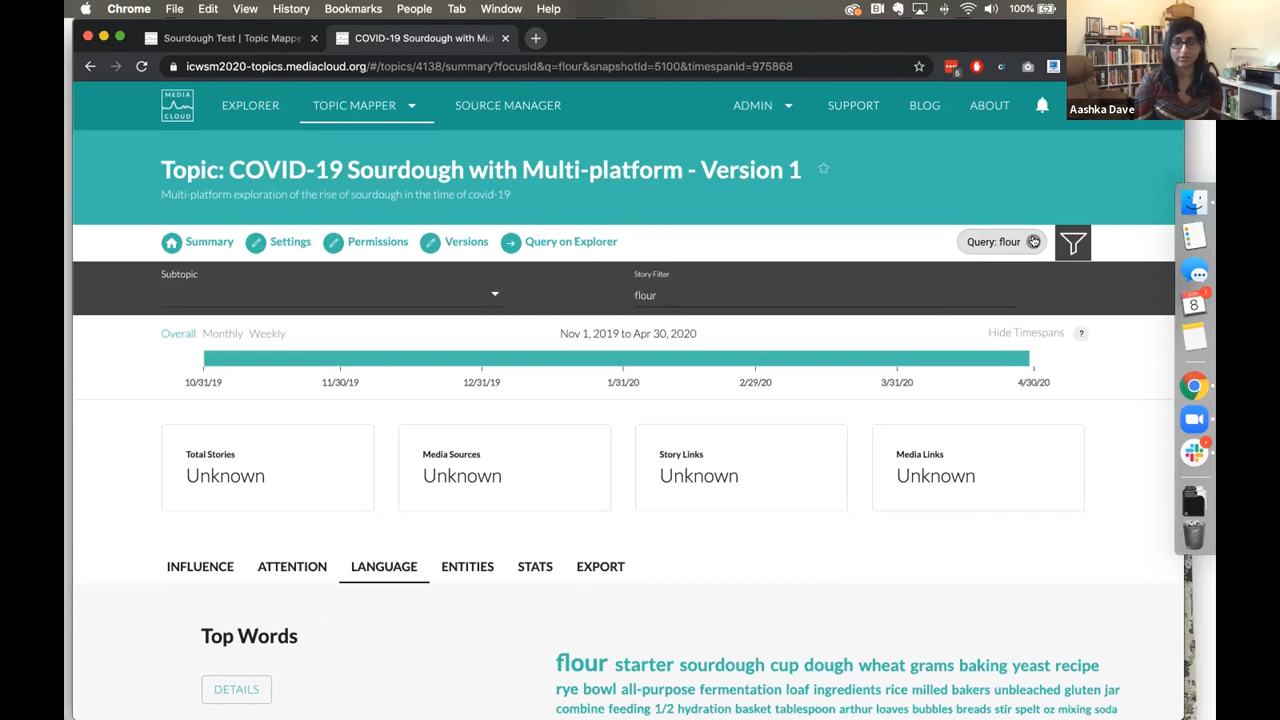 Chrome File Edit View History Bookmarks People Tab Window Help 100%
Sourdough Test | Topic Mappe
COVID-19 Sourdough with Mul
icwsm2020-topics.mediacloud.org
focusId&q=flour&snapshotId=5100&timespanId=975868
Aashka Dave
MEDIA
CLOUD
EXPLORER
TOPIC MAPPER
SOURCE MANAGER
ADMIN
SUPPORT
BLOG
ABOUT
Topic: COVID-19 Sourdough with Multi-platform - Version 1
Multi-platform exploration of the rise of sourdough in the time of covid-19
Summary
Settings
Permissions
Versions
Query on Explorer
Query: flour
Subtopic
Story Filter
flour
Overall Monthly Weekly
Nov 1, 2019 to Apr 30, 2020
Hide Timespans ?
10/31/19
11/30/19
12/31/19
1/31/20
2/29/20
3/31/20
4/30/20
Total Stories
Unknown
Media Sources
Unknown
Story Links
Unknown
Media Links
Unknown
INFLUENCE
ATTENTION
LANGUAGE
ENTITIES
STATS
EXPORT
Top Words
DETAILS
flour starter sourdough cup dough wheat grams baking yeast recipe
rye bowl all-purpose fermentation loaf ingredients rice milled bakers unbleached gluten jar
combine feeding 1/2 hydration basket tablespoon arthur loaves bubbles breads stir spelt oz mixing soda